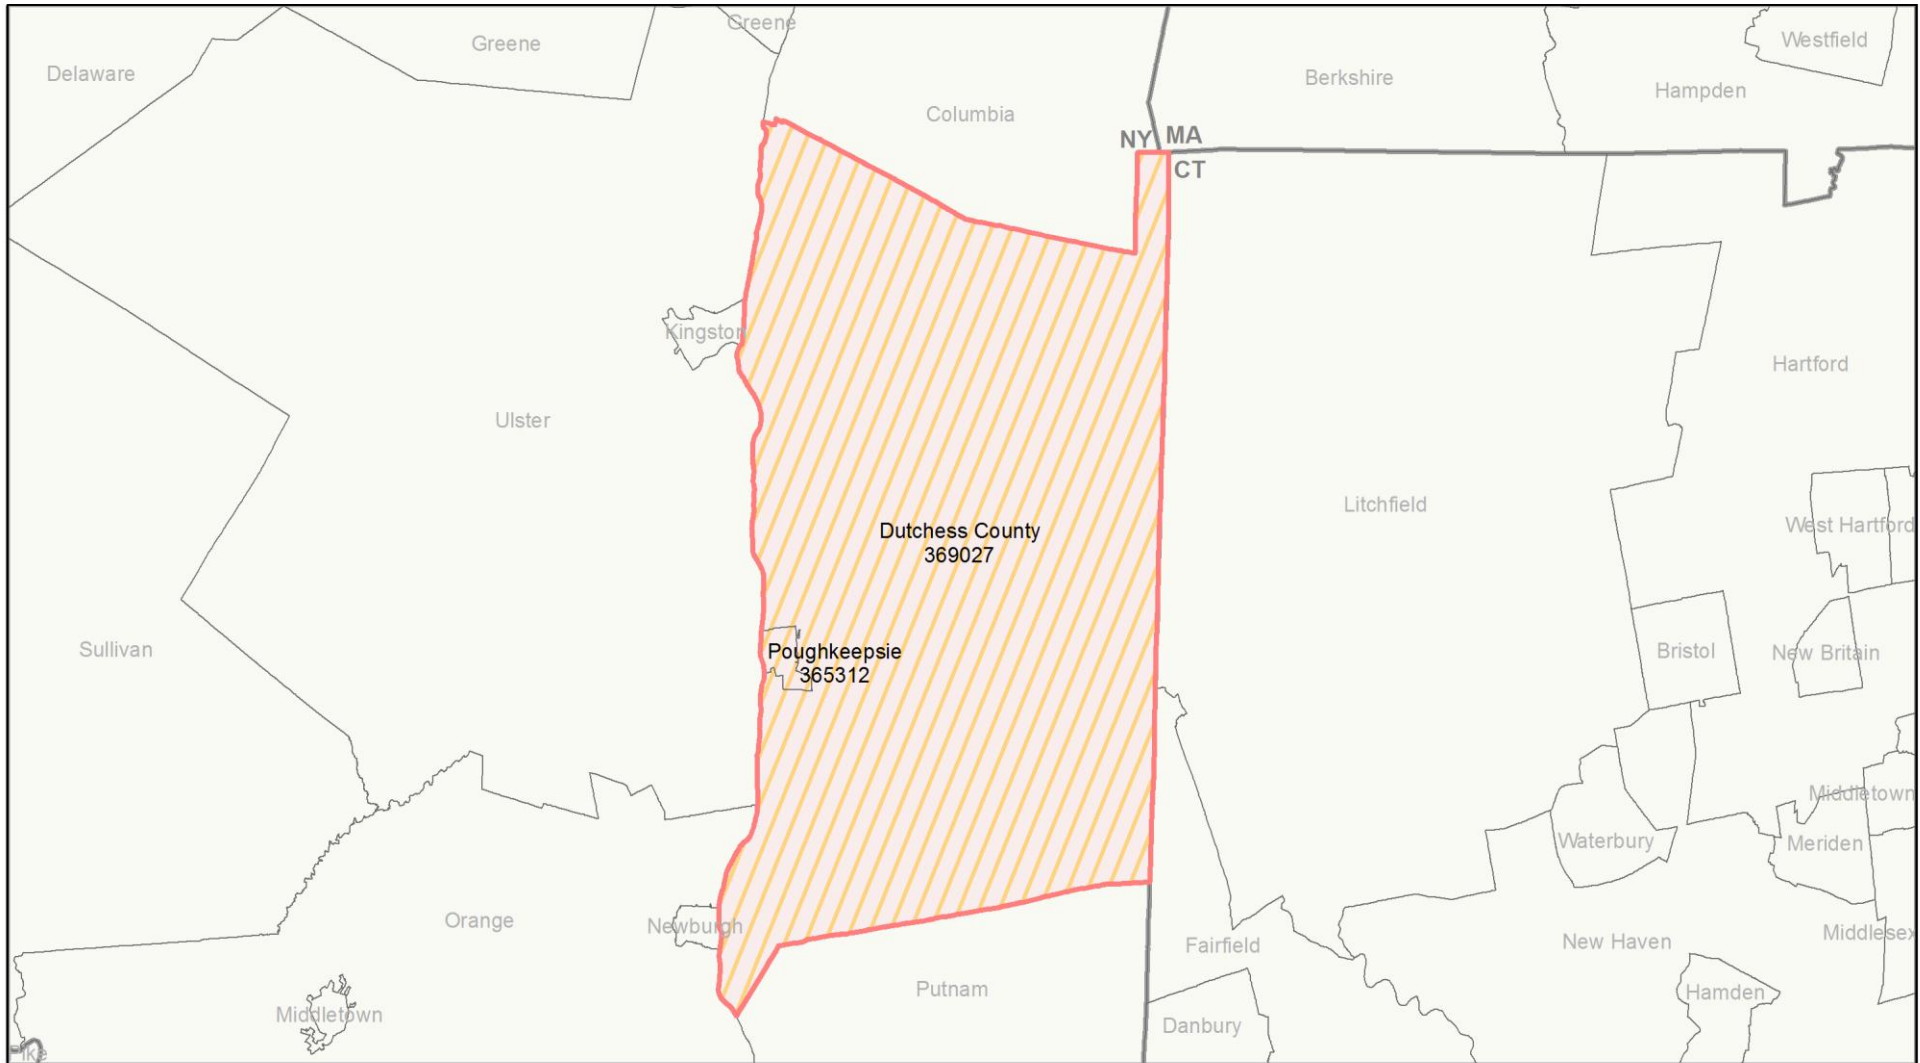 Greene
Greene
Westfield
Delaware
Berkshire
Hampden
Columbia
NY
MA
CT
Kingston
Hartford
Ulster
Litchfield
West Hartford
Dutchess County
369027
Sullivan
Poughkeepsie
365312
Bristol
New Britain
Middletown
Waterbury
Meriden
Orange
Newburgh
Fairfield
New Haven
Middlesex
Putnam
Hamden
Middletown
Danbury
Pike